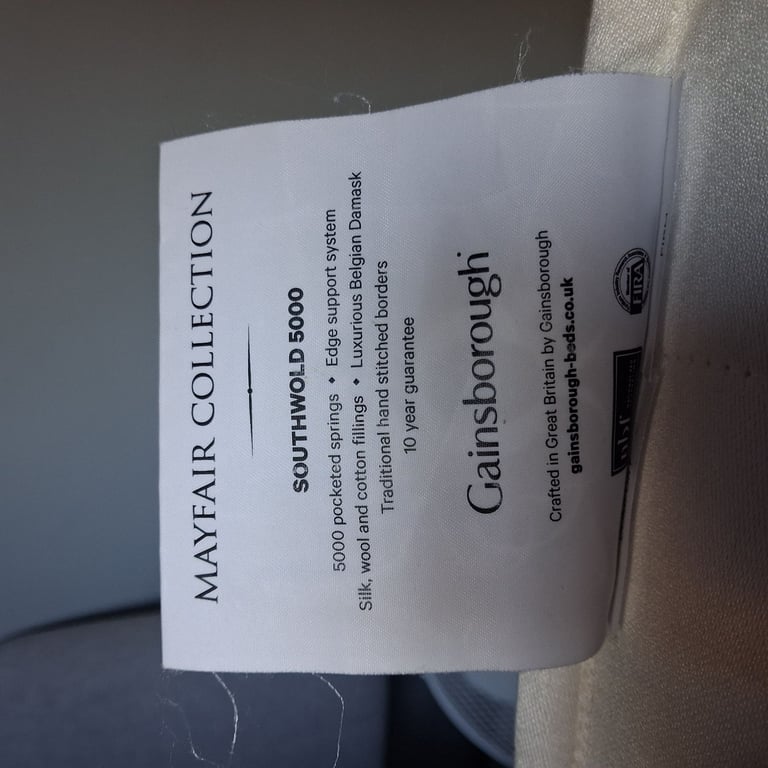 MAYFAIR COLLECTION
SOUTHWOLD 5000
5000 pocketed springs ♦ Edge support system
Silk, wool and cotton fillings ♦ Luxurious Belgian Damask
Traditional hand stitched borders
10 year guarantee
Gainsborough
Crafted in Great Britain by Gainsborough
gainsborough-beds.co.uk
FIRA